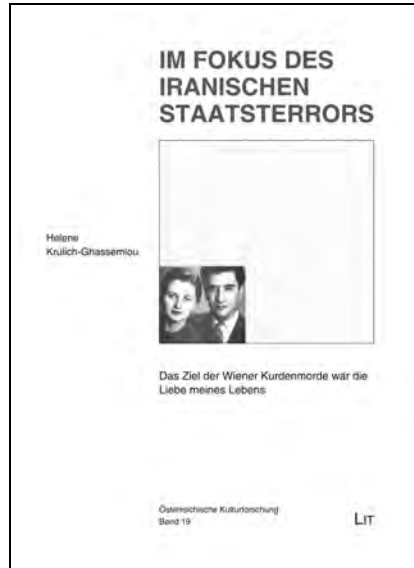 IM FOKUS DES
IRANISCHEN
STAATSTERRORS
Helene
Krulich-Ghassemlou
Das Ziel der Wiener Kurdenmorde war die
Liebe meines Lebens
Österreichische Kulturforschung
Band 19
LIT